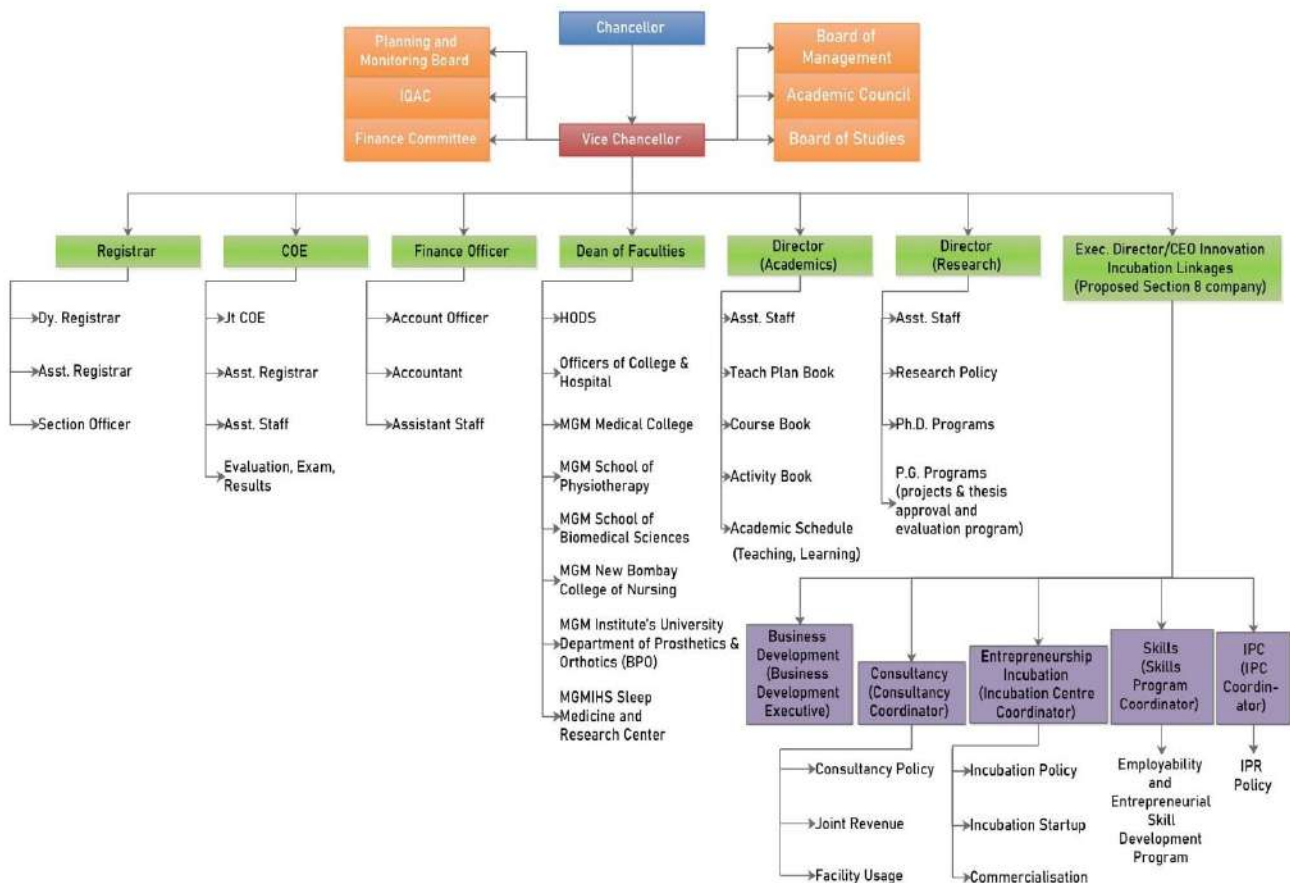 Chancellor
Planning and
Monitoring Board
IQAC
Finance Committee
Vice Chancellor
Board of
Management
Academic Council
Board of Studies
Registrar
COE
Finance Officer
Dean of Faculties
Director
(Academics)
Director
(Research)
Exec. Director/CEO Innovation
Incubation Linkages
(Proposed Section 8 company)
Dy. Registrar
Asst. Registrar
Section Officer
Jt COE
Asst. Registrar
Asst. Staff
Evaluation, Exam,
Results
Account Officer
Accountant
Assistant Staff
HODS
Officers of College &
Hospital
MGM Medical College
MGM School of
Physiotherapy
MGM School of
Biomedical Sciences
MGM New Bombay
College of Nursing
MGM Institute's University
Department of Prosthetics &
Orthotics (BPO)
MGMIHS Sleep
Medicine and
Research Center
Asst. Staff
Teach Plan Book
Course Book
Activity Book
Academic Schedule
(Teaching, Learning)
Asst. Staff
Research Policy
Ph.D. Programs
P.G. Programs
(projects & thesis
approval and
evaluation program)
Business
Development
(Business
Development
Executive)
Consultancy
(Consultancy
Coordinator)
Entrepreneurship
Incubation
(Incubation Centre
Coordinator)
Skills
(Skills
Program
Coordinator)
IPC
(IPC
Coordin-
ator)
Consultancy Policy
Joint Revenue
Facility Usage
Incubation Policy
Incubation Startup
Commercialisation
Employability
and
Entrepreneurial
Skill
Development
Program
IPR
Policy